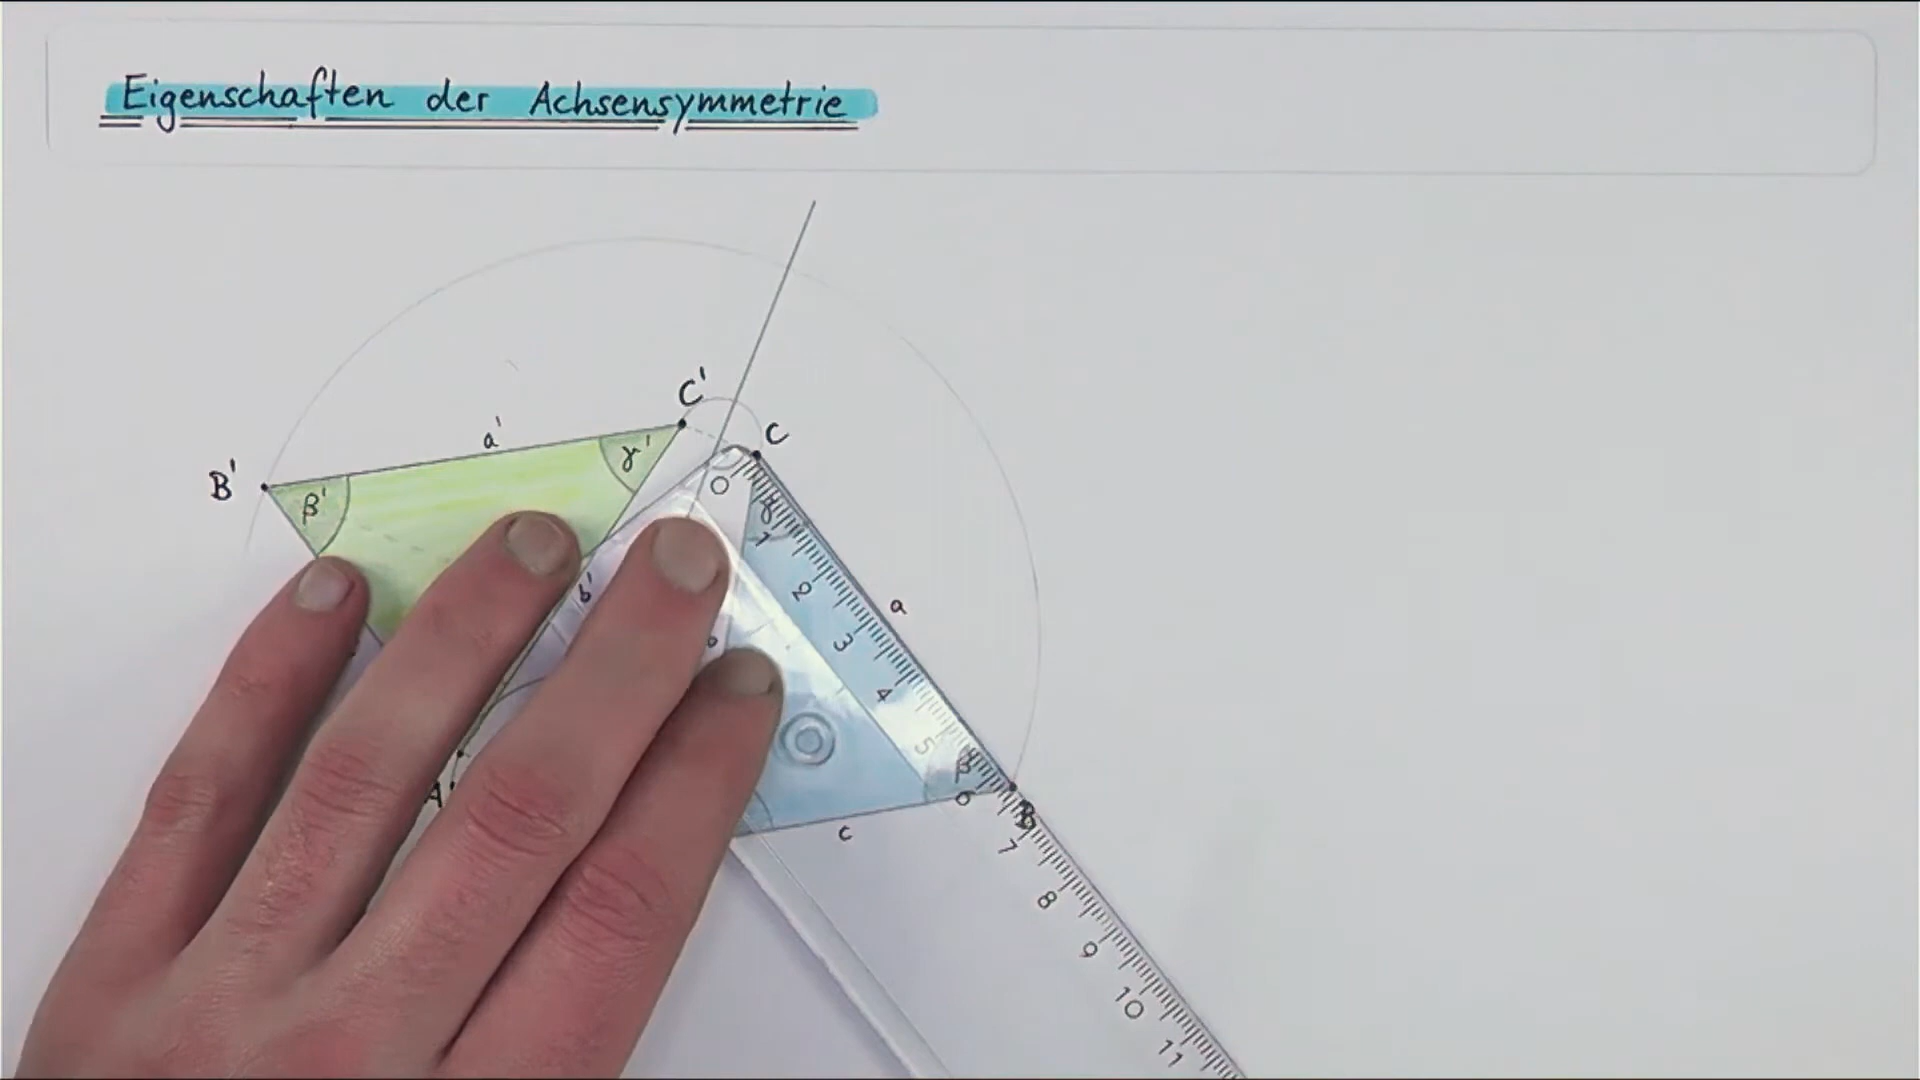 Eigenschaften der Achsensymmetrie
C'
C
a'
B'
β'
γ'
0
γ
1
2
b'
a
3
b
4
5
β
6
A'
B
c
7
8
9
10
11